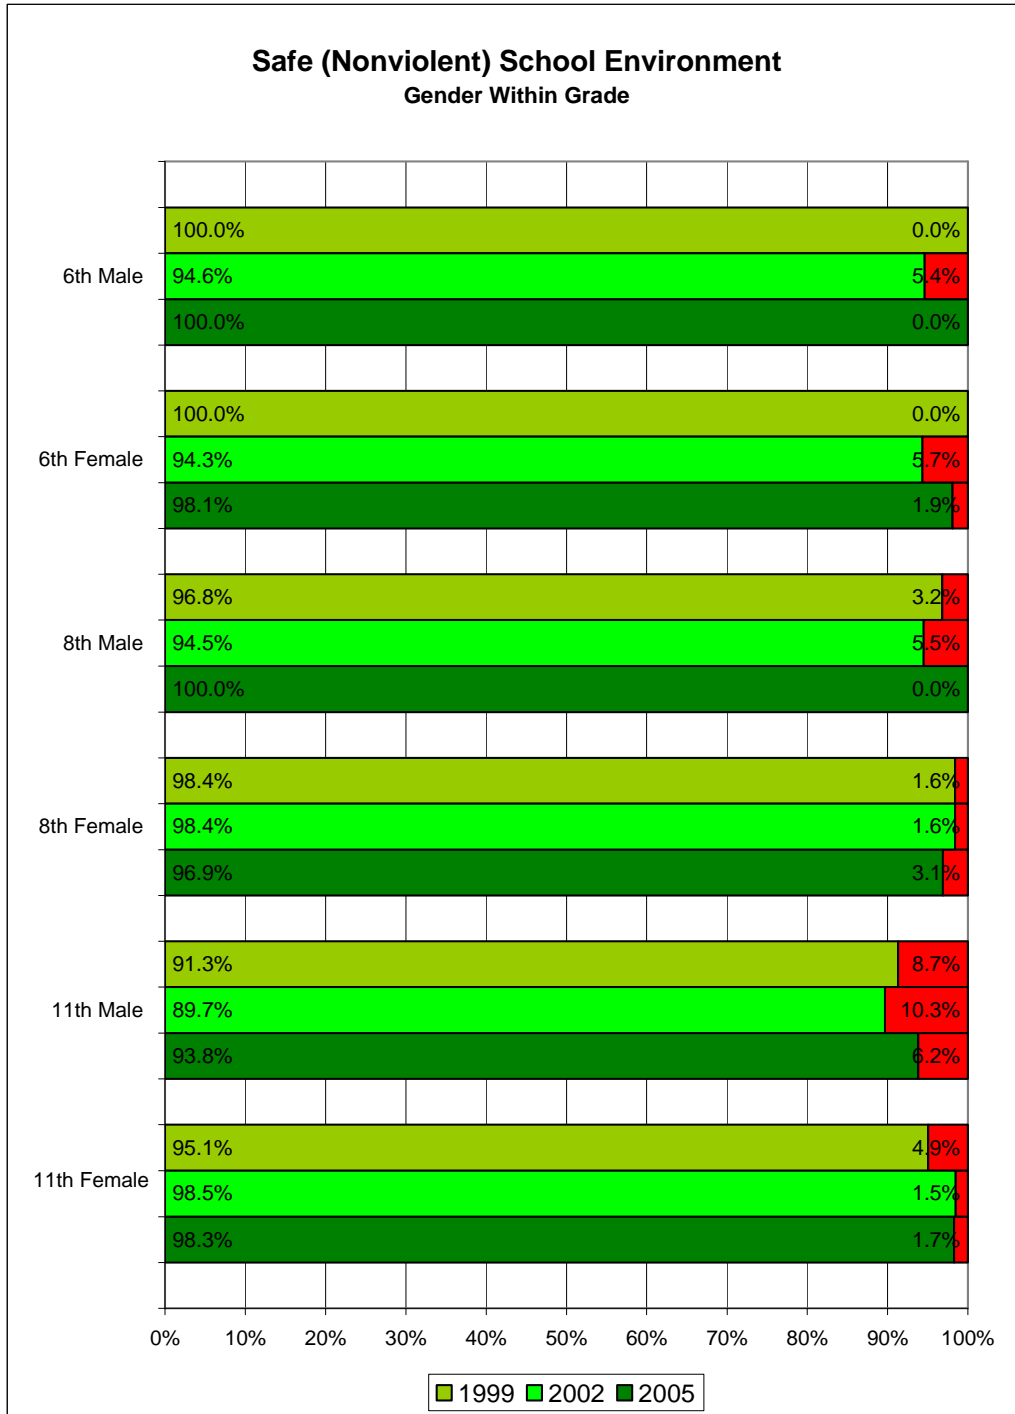 Safe (Nonviolent) School Environment
Gender Within Grade
100.0% 0.0%
6th Male 94.6% 5.4%
100.0% 0.0%
100.0% 0.0%
6th Female 94.3% 5.7%
98.1% 1.9%
96.8% 3.2%
8th Male 94.5% 5.5%
100.0% 0.0%
98.4% 1.6%
8th Female 98.4% 1.6%
96.9% 3.1%
91.3% 8.7%
11th Male 89.7% 10.3%
93.8% 6.2%
95.1% 4.9%
11th Female 98.5% 1.5%
98.3% 1.7%
0% 10% 20% 30% 40% 50% 60% 70% 80% 90% 100%
1999 2002 2005